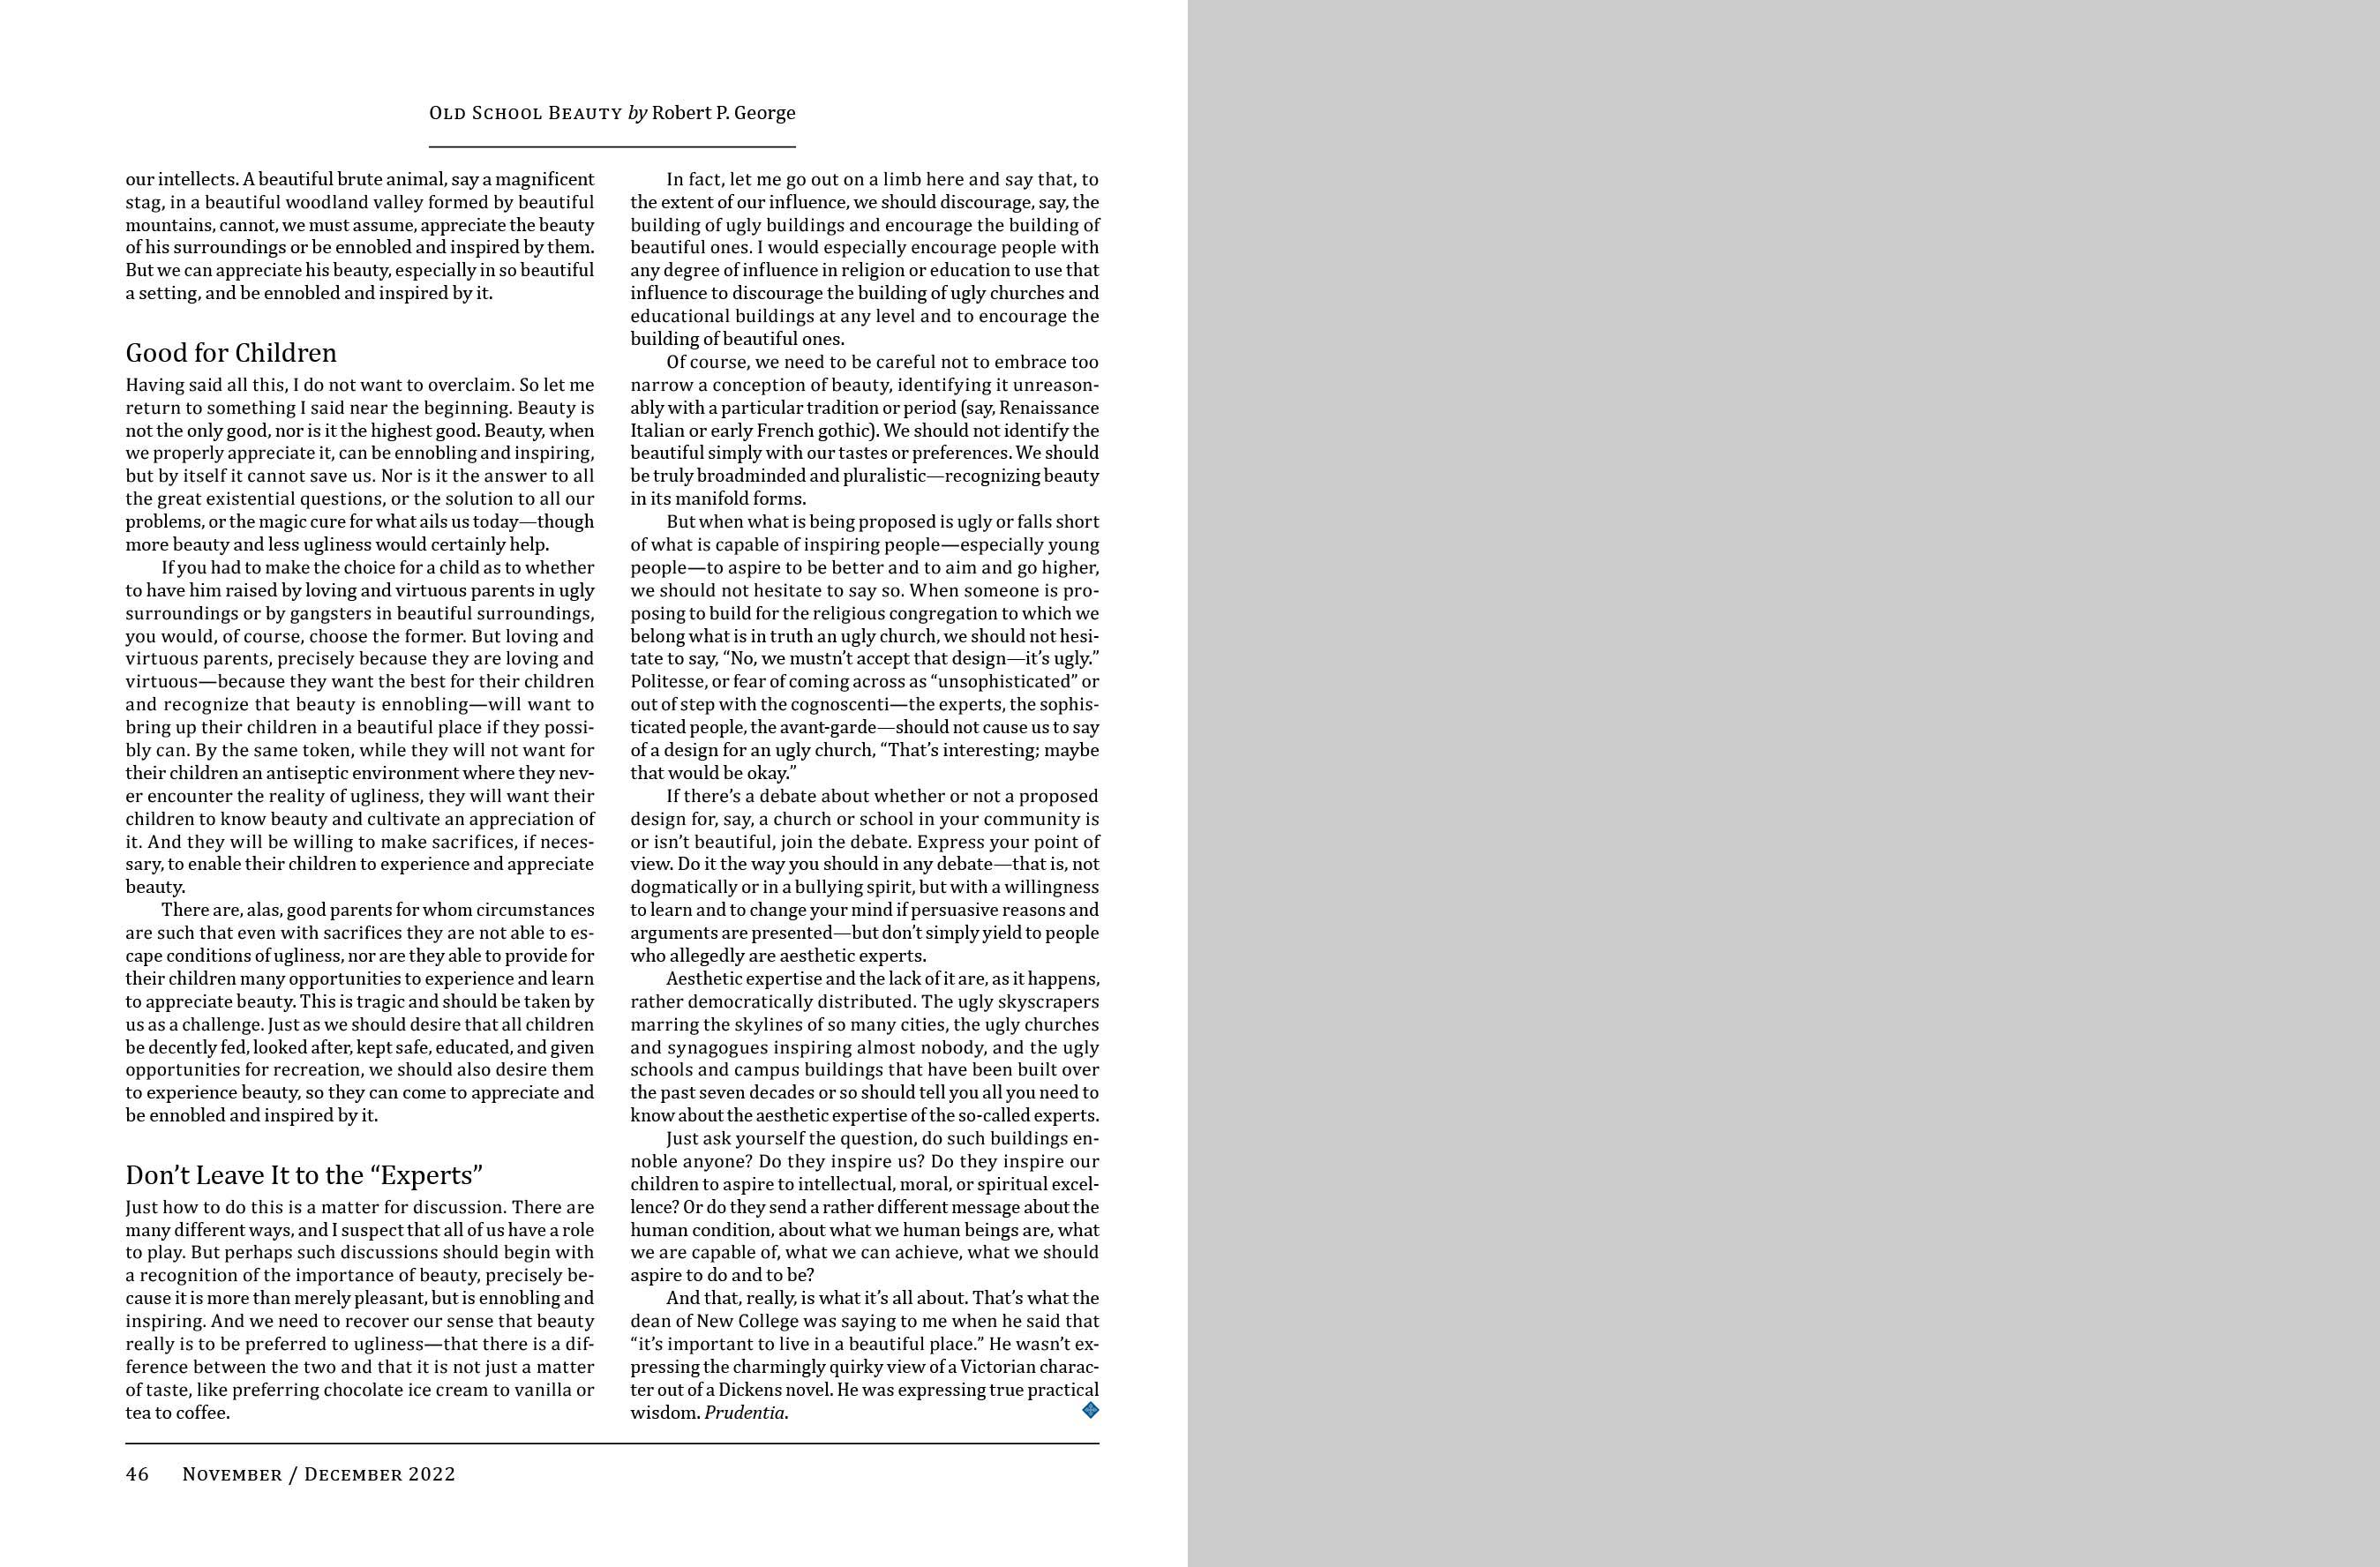 OLD SCHOOL BEAUTY by Robert P. George
our intellects. A beautiful brute animal, say a magnificent
stag, in a beautiful woodland valley formed by beautiful
mountains, cannot, we must assume, appreciate the beauty
of his surroundings or be ennobled and inspired by them.
But we can appreciate his beauty, especially in so beautiful
a setting, and be ennobled and inspired by it.
Good for Children
Having said all this, I do not want to overclaim. So let me
return to something I said near the beginning. Beauty is
not the only good, nor is it the highest good. Beauty, when
we properly appreciate it, can be ennobling and inspiring,
but by itself it cannot save us. Nor is it the answer to all
the great existential questions, or the solution to all our
problems, or the magic cure for what ails us today—though
more beauty and less ugliness would certainly help.
If you had to make the choice for a child as to whether
to have him raised by loving and virtuous parents in ugly
surroundings or by gangsters in beautiful surroundings,
you would, of course, choose the former. But loving and
virtuous parents, precisely because they are loving and
virtuous—because they want the best for their children
and recognize that beauty is ennobling—will want to
bring up their children in a beautiful place if they possi-
bly can. By the same token, while they will not want for
their children an antiseptic environment where they nev-
er encounter the reality of ugliness, they will want their
children to know beauty and cultivate an appreciation of
it. And they will be willing to make sacrifices, if neces-
sary, to enable their children to experience and appreciate
beauty.
There are, alas, good parents for whom circumstances
are such that even with sacrifices they are not able to es-
cape conditions of ugliness, nor are they able to provide for
their children many opportunities to experience and learn
to appreciate beauty. This is tragic and should be taken by
us as a challenge. Just as we should desire that all children
be decently fed, looked after, kept safe, educated, and given
opportunities for recreation, we should also desire them
to experience beauty, so they can come to appreciate and
be ennobled and inspired by it.
Don’t Leave It to the “Experts”
Just how to do this is a matter for discussion. There are
many different ways, and I suspect that all of us have a role
to play. But perhaps such discussions should begin with
a recognition of the importance of beauty, precisely be-
cause it is more than merely pleasant, but is ennobling and
inspiring. And we need to recover our sense that beauty
really is to be preferred to ugliness—that there is a dif-
ference between the two and that it is not just a matter
of taste, like preferring chocolate ice cream to vanilla or
tea to coffee.
In fact, let me go out on a limb here and say that, to
the extent of our influence, we should discourage, say, the
building of ugly buildings and encourage the building of
beautiful ones. I would especially encourage people with
any degree of influence in religion or education to use that
influence to discourage the building of ugly churches and
educational buildings at any level and to encourage the
building of beautiful ones.
Of course, we need to be careful not to embrace too
narrow a conception of beauty, identifying it unreason-
ably with a particular tradition or period (say, Renaissance
Italian or early French gothic). We should not identify the
beautiful simply with our tastes or preferences. We should
be truly broadminded and pluralistic—recognizing beauty
in its manifold forms.
But when what is being proposed is ugly or falls short
of what is capable of inspiring people—especially young
people—to aspire to be better and to aim and go higher,
we should not hesitate to say so. When someone is pro-
posing to build for the religious congregation to which we
belong what is in truth an ugly church, we should not hesi-
tate to say, “No, we mustn’t accept that design—it’s ugly.”
Politesse, or fear of coming across as “unsophisticated” or
out of step with the cognoscenti—the experts, the sophis-
ticated people, the avant-garde—should not cause us to say
of a design for an ugly church, “That’s interesting; maybe
that would be okay.”
If there’s a debate about whether or not a proposed
design for, say, a church or school in your community is
or isn’t beautiful, join the debate. Express your point of
view. Do it the way you should in any debate—that is, not
dogmatically or in a bullying spirit, but with a willingness
to learn and to change your mind if persuasive reasons and
arguments are presented—but don’t simply yield to people
who allegedly are aesthetic experts.
Aesthetic expertise and the lack of it are, as it happens,
rather democratically distributed. The ugly skyscrapers
marring the skylines of so many cities, the ugly churches
and synagogues inspiring almost nobody, and the ugly
schools and campus buildings that have been built over
the past seven decades or so should tell you all you need to
know about the aesthetic expertise of the so-called experts.
Just ask yourself the question, do such buildings en-
noble anyone? Do they inspire us? Do they inspire our
children to aspire to intellectual, moral, or spiritual excel-
lence? Or do they send a rather different message about the
human condition, about what we human beings are, what
we are capable of, what we can achieve, what we should
aspire to do and to be?
And that, really, is what it’s all about. That’s what the
dean of New College was saying to me when he said that
“it’s important to live in a beautiful place.” He wasn’t ex-
pressing the charmingly quirky view of a Victorian charac-
ter out of a Dickens novel. He was expressing true practical
wisdom. Prudentia.
46 NOVEMBER / DECEMBER 2022